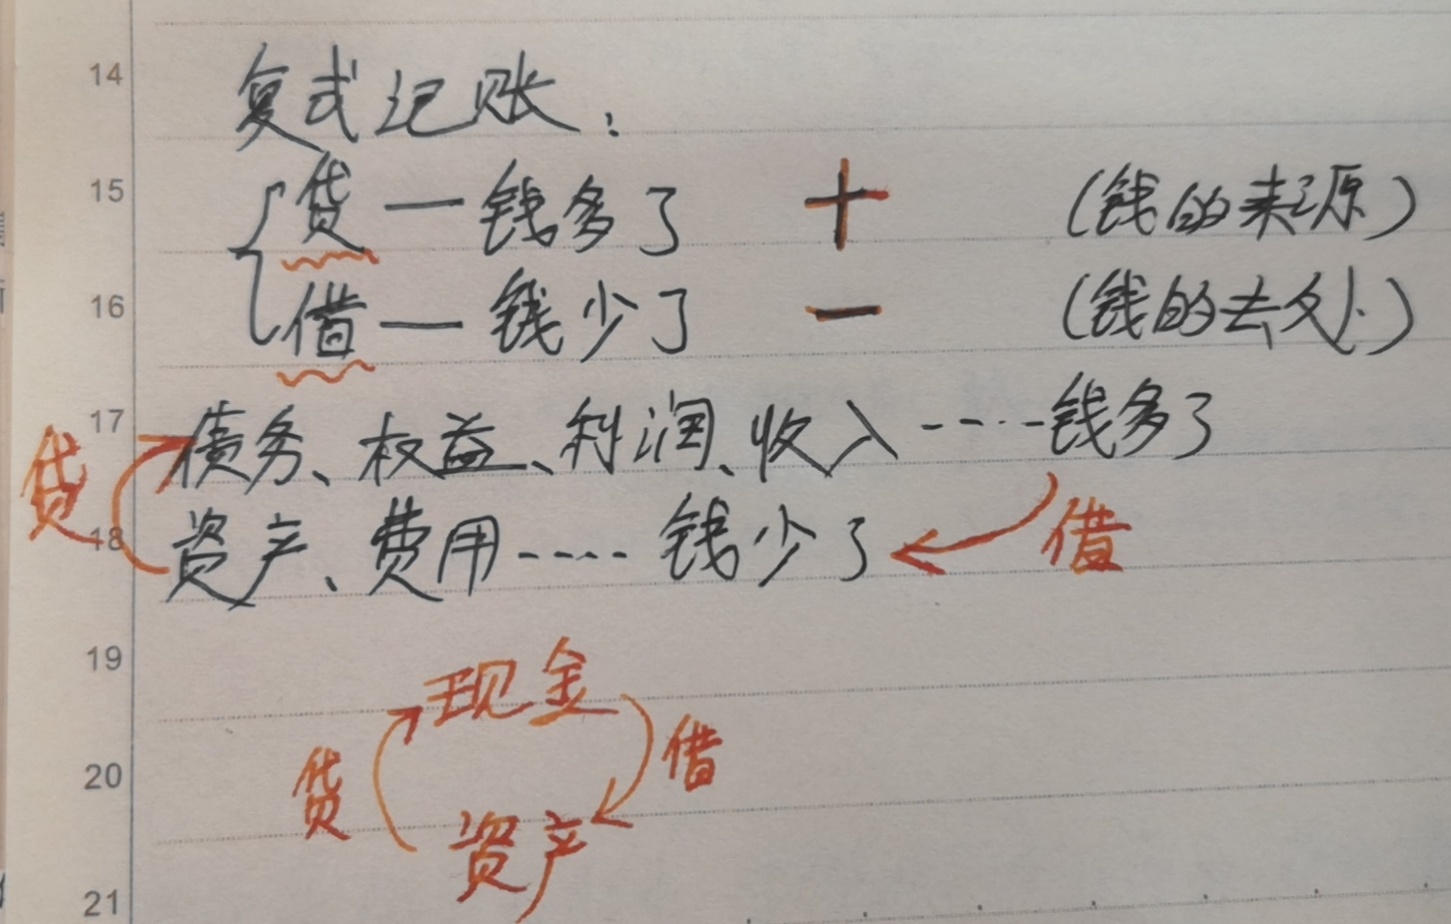 14 复式记账:
15 贷 — 钱多了 + (钱的来源)
16 借 — 钱少了 − (钱的去处)
17 债务、权益、利润、收入 ----- 钱多了
贷
18 资产、费用 ---- 钱少了 借
19 现金
20 贷 借
资产
21